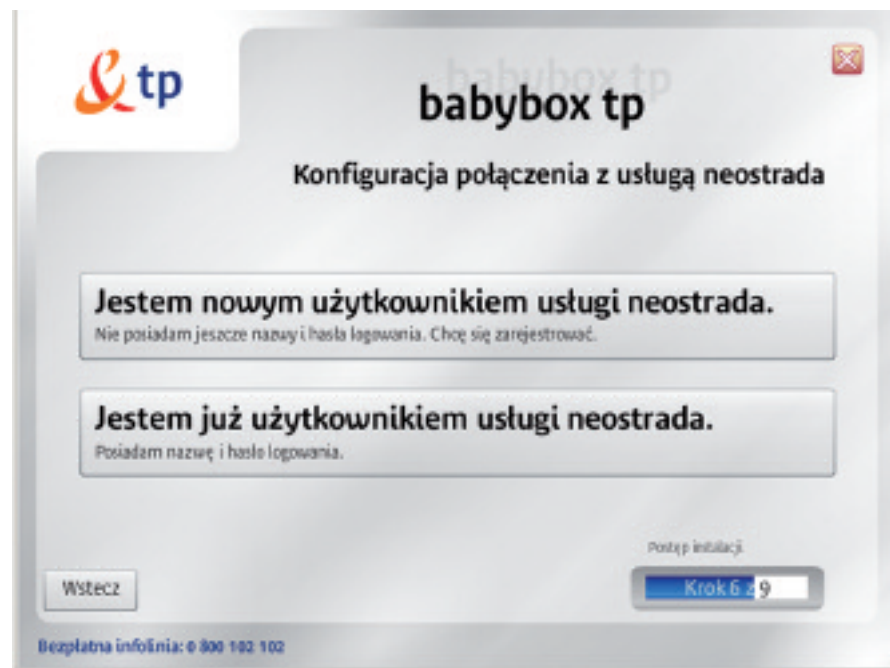 tp
babybox tp
Konfiguracja połączenia z usługą neostrada
Jestem nowym użytkownikiem usługi neostrada.
Nie posiadam jeszcze nazwy i hasła logowania. Chcę się zarejestrować.
Jestem już użytkownikiem usługi neostrada.
Posiadam nazwę i hasło logowania.
Postęp instalacji
Wstecz
Krok 6 z 9
Bezpłatna infolinia: 0 800 102 102